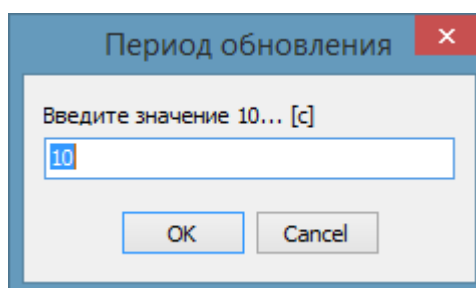 Период обновления
Введите значение 10... [с]
10
OK
Cancel